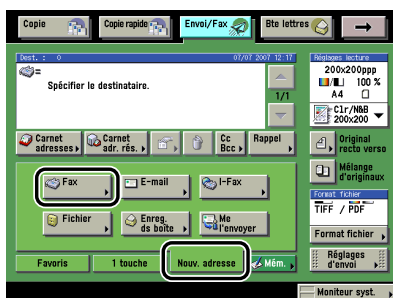 Copie
Copie rapide
Envoi/Fax
Bte lettres
Dest. : 0
07/07 2007 12:17
Spécifier le destinataire.
1/1
Carnet
adresses
Carnet
adr. rés.
Cc
Bcc
Rappel
Fax
E-mail
I-Fax
Fichier
Enreg.
ds boîte
Me
l'envoyer
Favoris
1 touche
Nouv. adresse
Mém.
Réglages lecture
200x200ppp
100 %
A4
Clr/N&B
200x200
Original
recto verso
Mélange
d'originaux
Format fichier
TIFF / PDF
Format fichier
Réglages
d'envoi
Moniteur syst.